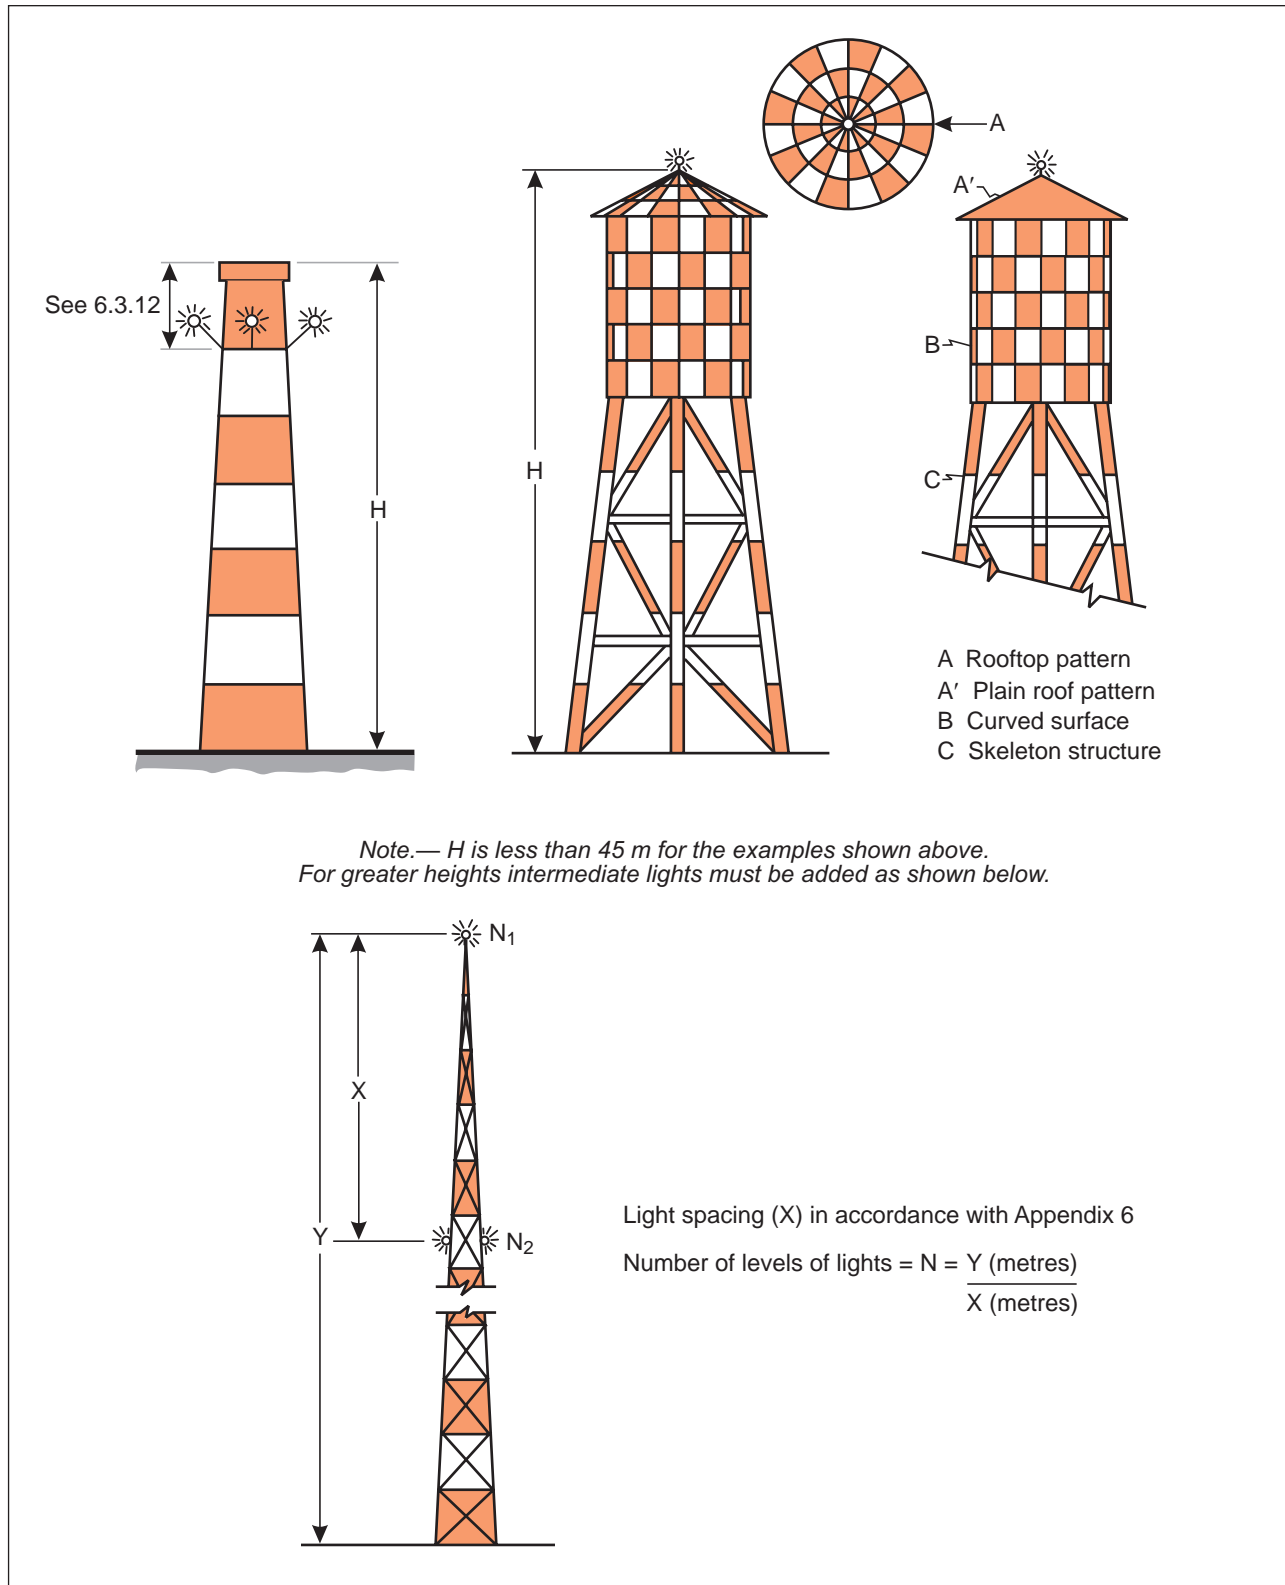 A
A′
See 6.3.12
B
H
H
C
A Rooftop pattern
A′ Plain roof pattern
B Curved surface
C Skeleton structure
Note.— H is less than 45 m for the examples shown above.
For greater heights intermediate lights must be added as shown below.
N1
X
Y
N2
Light spacing (X) in accordance with Appendix 6
Number of levels of lights = N = Y (metres)
X (metres)